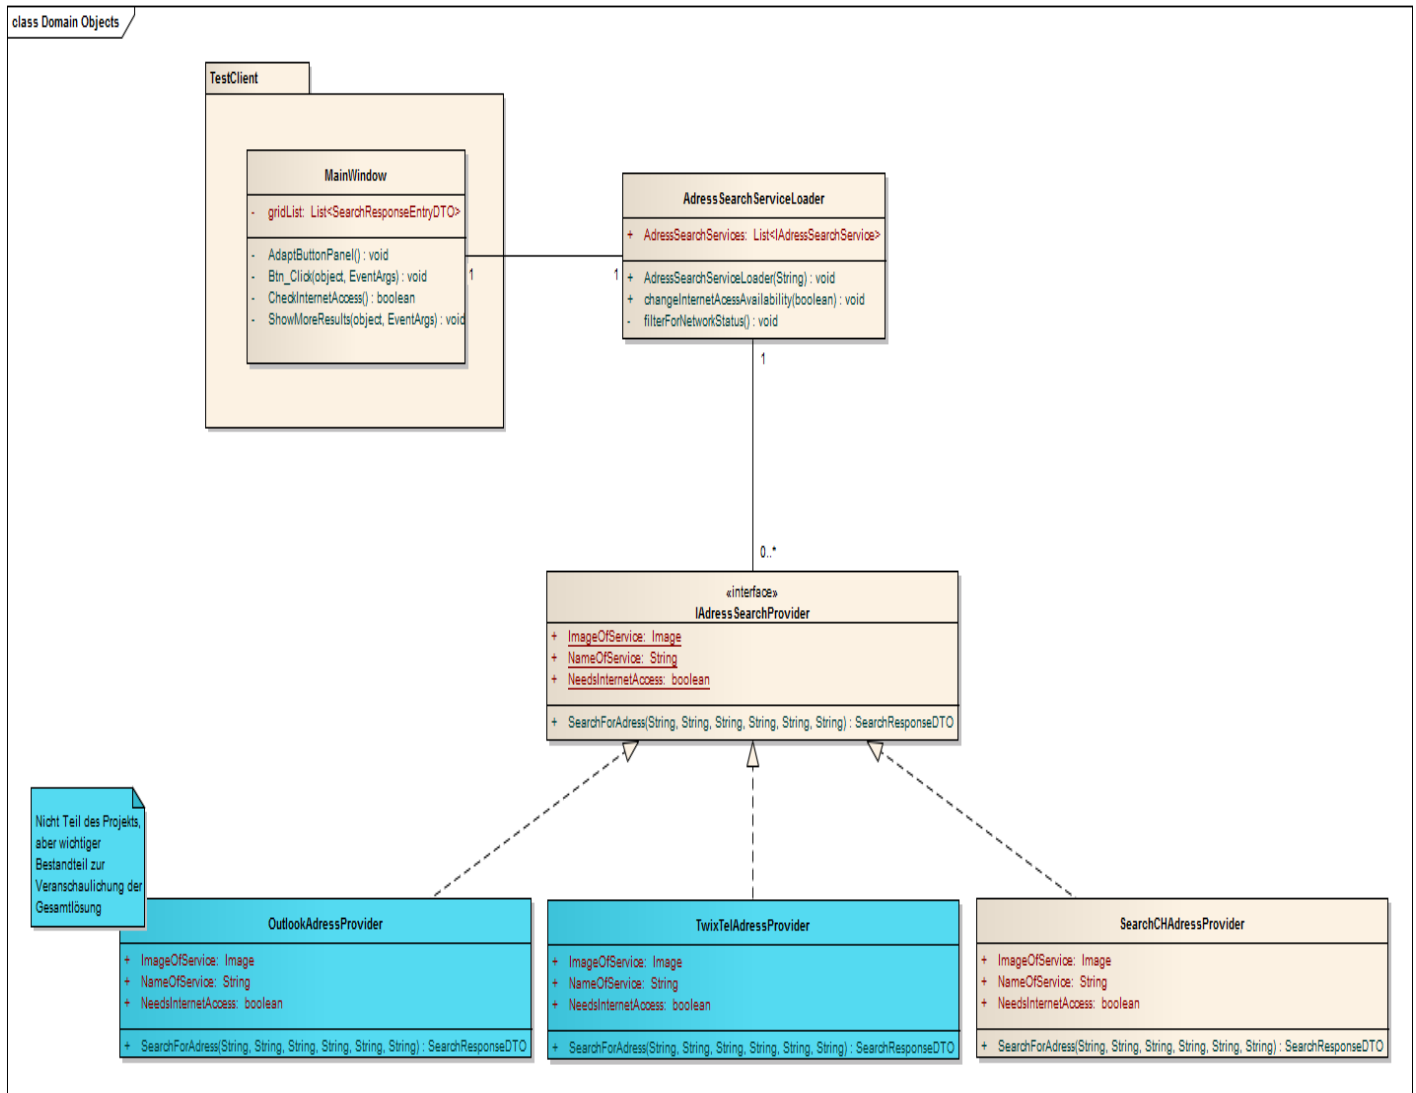 class Domain Objects
TestClient
MainWindow
- gridList: List<SearchResponseEntryDTO>
- AdaptButtonPanel() : void
- Btn_Click(object, EventArgs) : void
- CheckInternetAccess() : boolean
- ShowMoreResults(object, EventArgs) : void
1
1
AdressSearchServiceLoader
+ AdressSearchServices: List<IAdressSearchService>
+ AdressSearchServiceLoader(String) : void
+ changeInternetAcessAvailability(boolean) : void
- filterForNetworkStatus() : void
1
0..*
«interface»
IAdressSearchProvider
+ ImageOfService: Image
+ NameOfService: String
+ NeedsInternetAccess: boolean
+ SearchForAdress(String, String, String, String, String, String) : SearchResponseDTO
Nicht Teil des Projekts,
aber wichtiger
Bestandteil zur
Veranschaulichung der
Gesamtlösung
OutlookAdressProvider
+ ImageOfService: Image
+ NameOfService: String
+ NeedsInternetAccess: boolean
+ SearchForAdress(String, String, String, String, String, String) : SearchResponseDTO
TwixTelAdressProvider
+ ImageOfService: Image
+ NameOfService: String
+ NeedsInternetAccess: boolean
+ SearchForAdress(String, String, String, String, String, String) : SearchResponseDTO
SearchCHAdressProvider
+ ImageOfService: Image
+ NameOfService: String
+ NeedsInternetAccess: boolean
+ SearchForAdress(String, String, String, String, String, String) : SearchResponseDTO